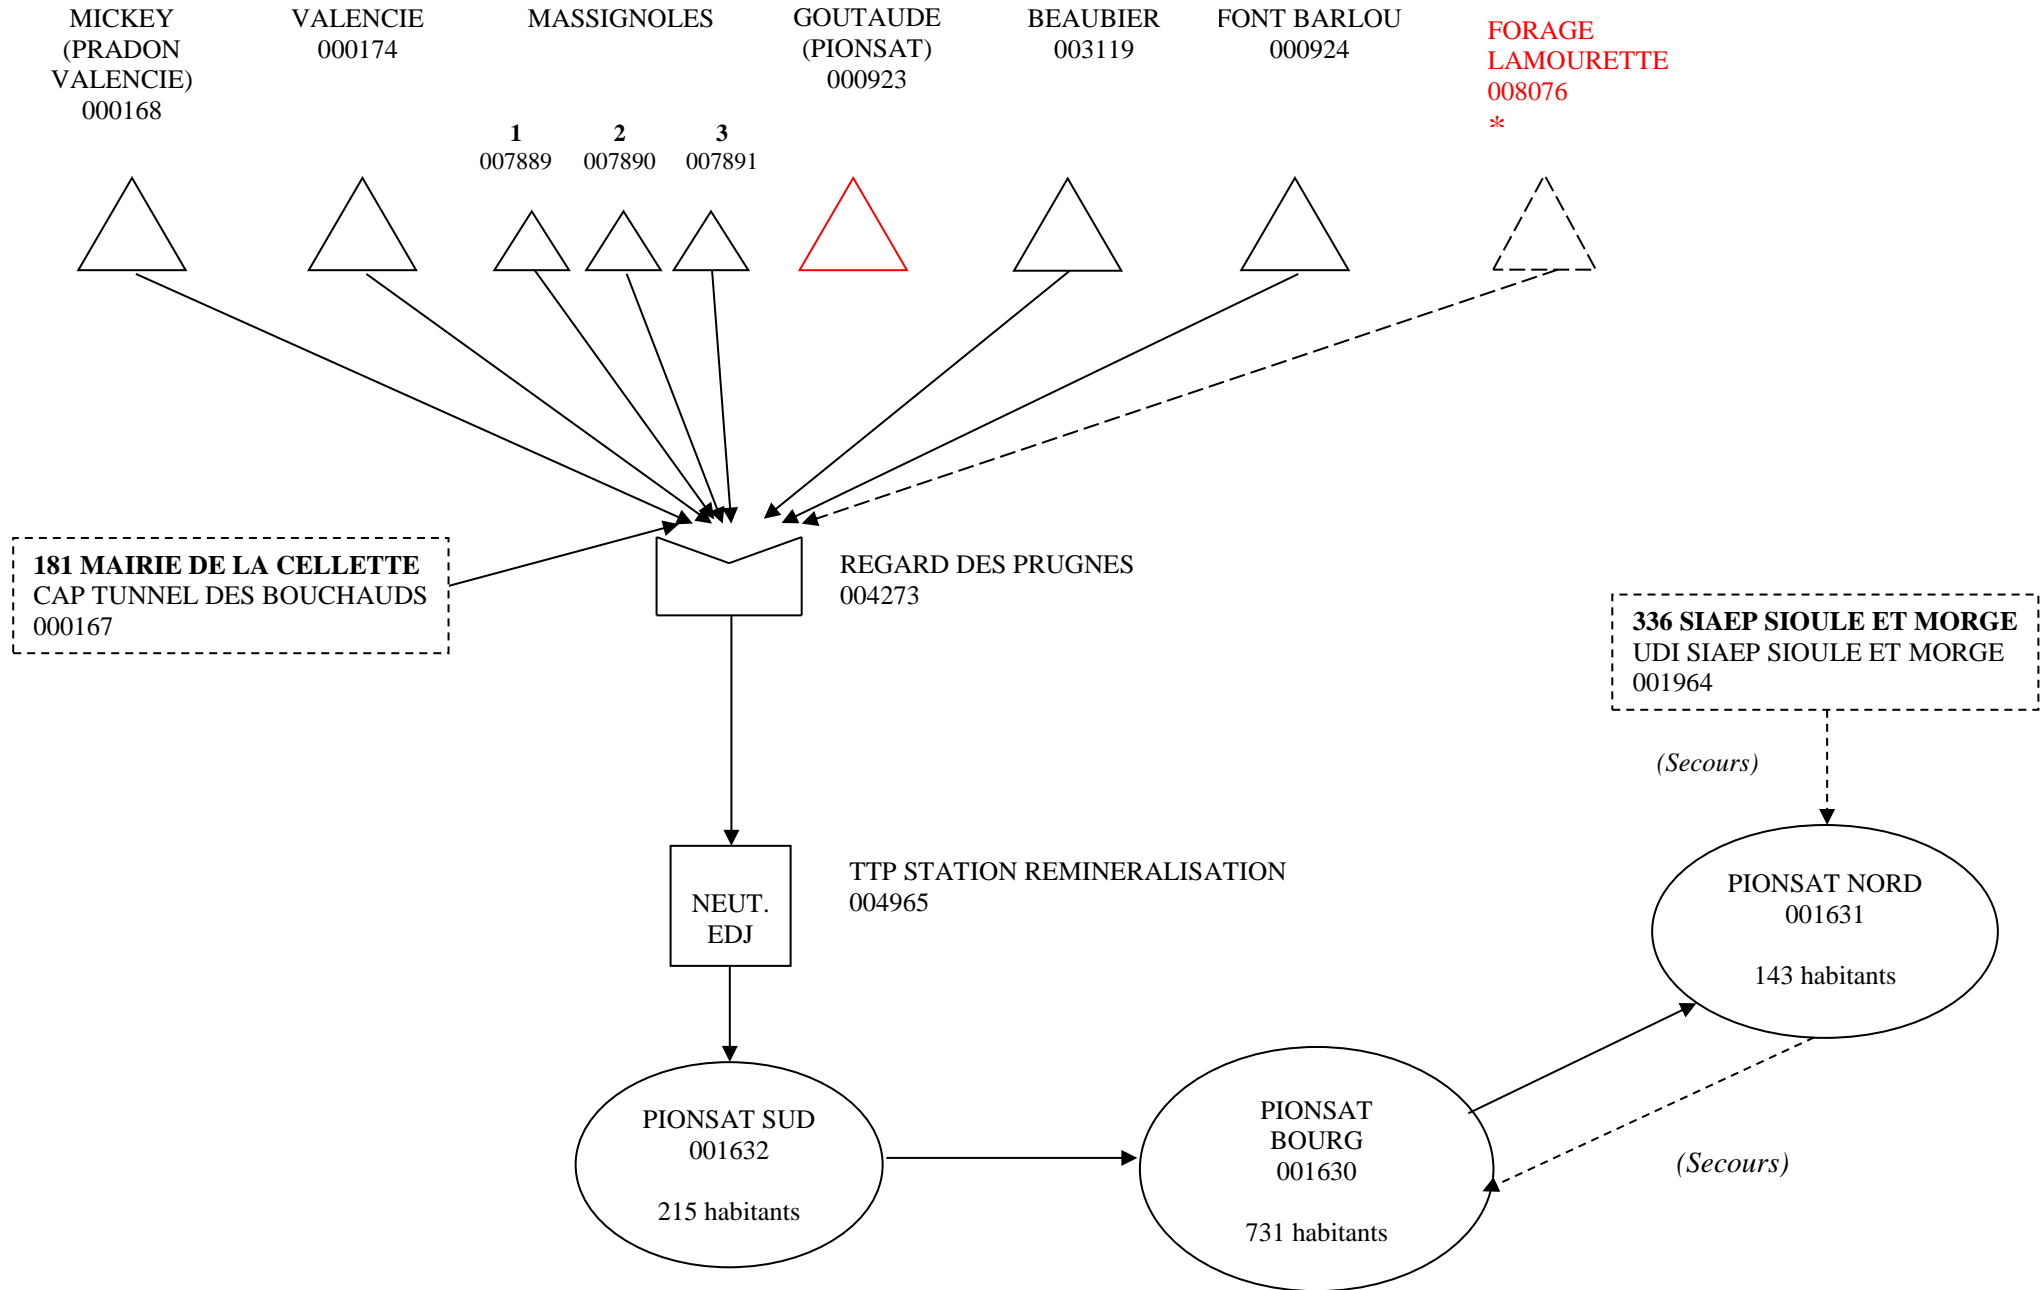 MICKEY
(PRADON
VALENCIE)
000168
VALENCIE
000174
MASSIGNOLES
1
007889
2
007890
3
007891
GOUTAUDE
(PIONSAT)
000923
BEAUBIER
003119
FONT BARLOU
000924
FORAGE
LAMOURETTE
008076
*
181 MAIRIE DE LA CELLETTE
CAP TUNNEL DES BOUCHAUDS
000167
REGARD DES PRUGNES
004273
336 SIAEP SIOULE ET MORGE
UDI SIAEP SIOULE ET MORGE
001964
(Secours)
NEUT.
EDJ
TTP STATION REMINERALISATION
004965
PIONSAT NORD
001631
143 habitants
PIONSAT SUD
001632
215 habitants
PIONSAT
BOURG
001630
731 habitants
(Secours)